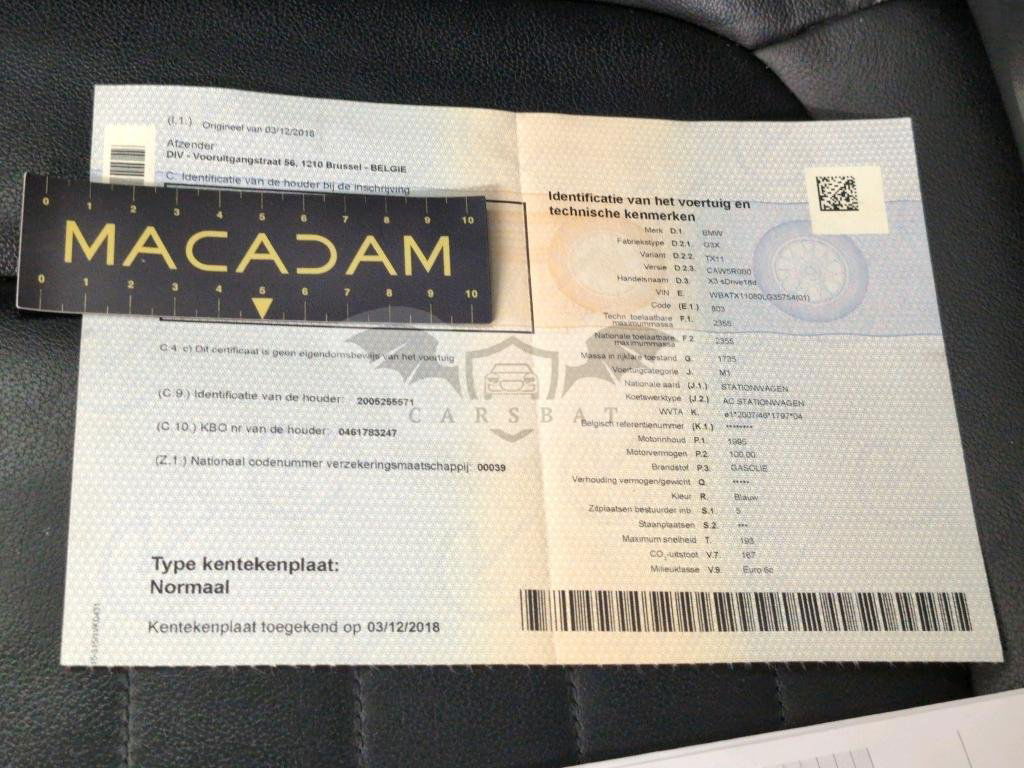 (I.1.) Origineel van 03/12/2018
Afzender
DIV - Vooruitgangstraat 56, 1210 Brussel - BELGIE
C. Identificatie van de houder bij de inschrijving
0 1 2 3 4 5 6 7 8 9 10
MACADAM
0 1 2 3 4 5 6 7 8 9 10
C.4. c) Dit certificaat is geen eigendomsbewijs van het voertuig
(C.9.) Identificatie van de houder: 2005255571
(C.10.) KBO nr van de houder: 0461783247
(Z.1.) Nationaal codenummer verzekeringsmaatschappij: 00039
Type kentekenplaat:
Normaal
Kentekenplaat toegekend op 03/12/2018
CARSBAT
Identificatie van het voertuig en
technische kenmerken
Merk D.1. BMW
Fabriekstype D.2.1. G3X
Variant D.2.2. TX11
Versie D.2.3. CAW5R000
Handelsnaam D.3. X3 sDrive18d
VIN E. WBATX11080LG35754(01)
Code (E.1.) 803
Techn toelaatbare maximummassa F.1. 2355
Nationale toelaatbare maximummassa F.2. 2355
Massa in rijklare toestand G. 1735
Voertuigcategorie J. M1
Nationale aard (J.1.) STATIONWAGEN
Koetswerktype (J.2.) AC STATIONWAGEN
WVTA K. e1*2007/46*1797*04
Belgisch referentienummer (K.1.) ********
Motorinhoud P.1. 1995
Motorvermogen P.2. 100.00
Brandstof P.3. GASOLIE
Verhouding vermogen/gewicht Q. *****
Kleur R. Blauw
Zitplaatsen bestuurder inb. S.1. 5
Staanplaatsen S.2. ***
Maximum snelheid T. 193
CO₂-uitstoot V.7. 167
Milieuklasse V.9. Euro 6c